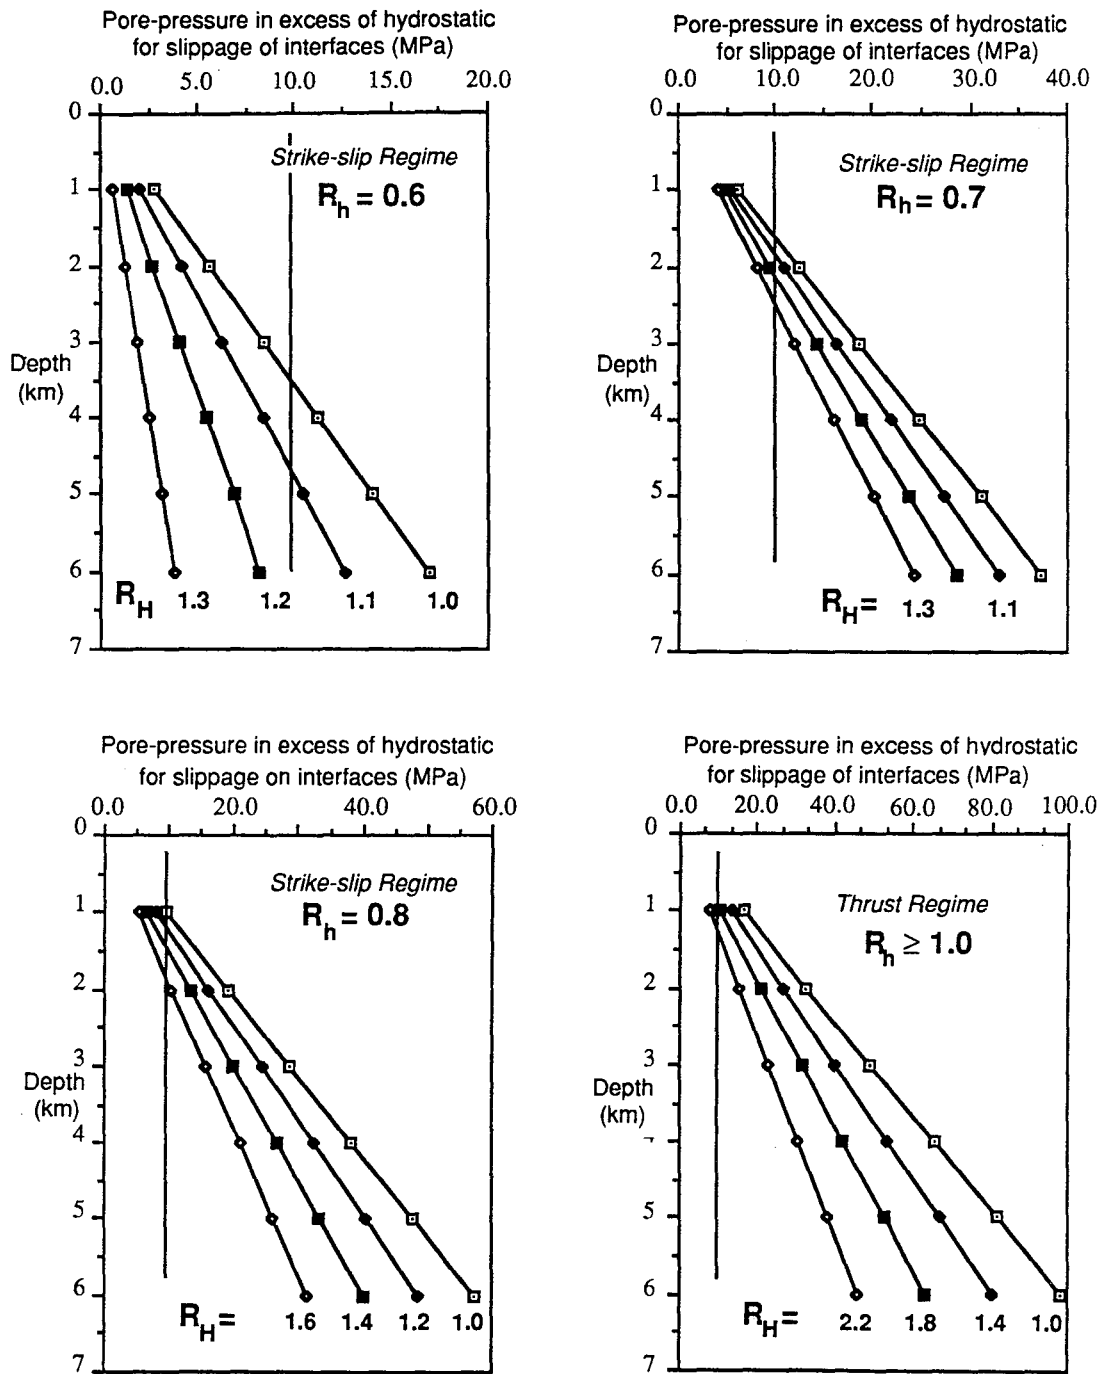 Pore-pressure in excess of hydrostatic
for slippage of interfaces (MPa)
0.0 5.0 10.0 15.0 20.0
0
Strike-slip Regime
Rh = 0.6
1
2
3
Depth
(km)
4
5
6
RH 1.3 1.2 1.1 1.0
7
Pore-pressure in excess of hydrostatic
for slippage of interfaces (MPa)
0.0 10.0 20.0 30.0 40.0
0
Strike-slip Regime
Rh = 0.7
1
2
3
Depth
(km)
4
5
6
RH = 1.3 1.1
7
Pore-pressure in excess of hydrostatic
for slippage on interfaces (MPa)
0.0 20.0 40.0 60.0
0
Strike-slip Regime
Rh = 0.8
1
2
3
Depth
(km)
4
5
6
RH = 1.6 1.4 1.2 1.0
7
Pore-pressure in excess of hydrostatic
for slippage of interfaces (MPa)
0.0 20.0 40.0 60.0 80.0 100.0
0
Thrust Regime
Rh ≥ 1.0
1
2
3
Depth
(km)
5
6
RH = 2.2 1.8 1.4 1.0
7